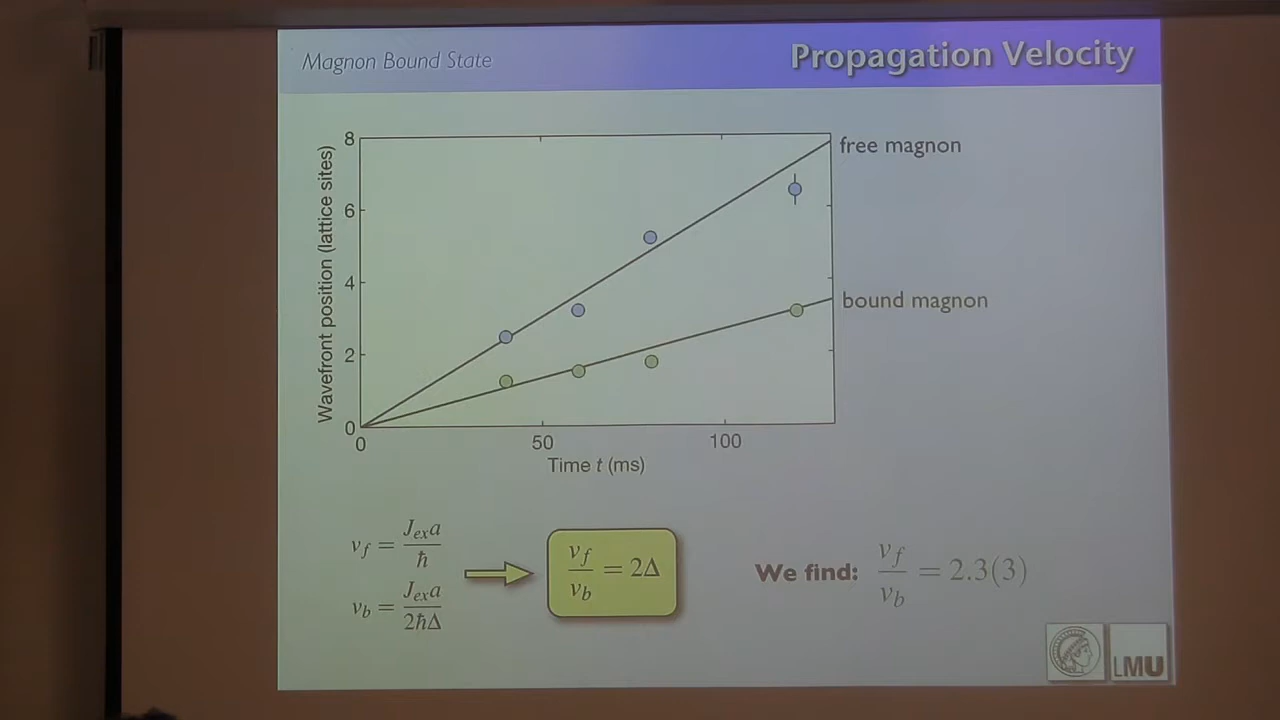 Magnon Bound State
Propagation Velocity
Wavefront position (lattice sites)
8
6
4
2
0
0
50
100
Time t (ms)
free magnon
bound magnon
v_f = J_ex a / ħ
v_b = J_ex a / 2ħΔ
v_f / v_b = 2Δ
We find: v_f / v_b = 2.3(3)
LMU